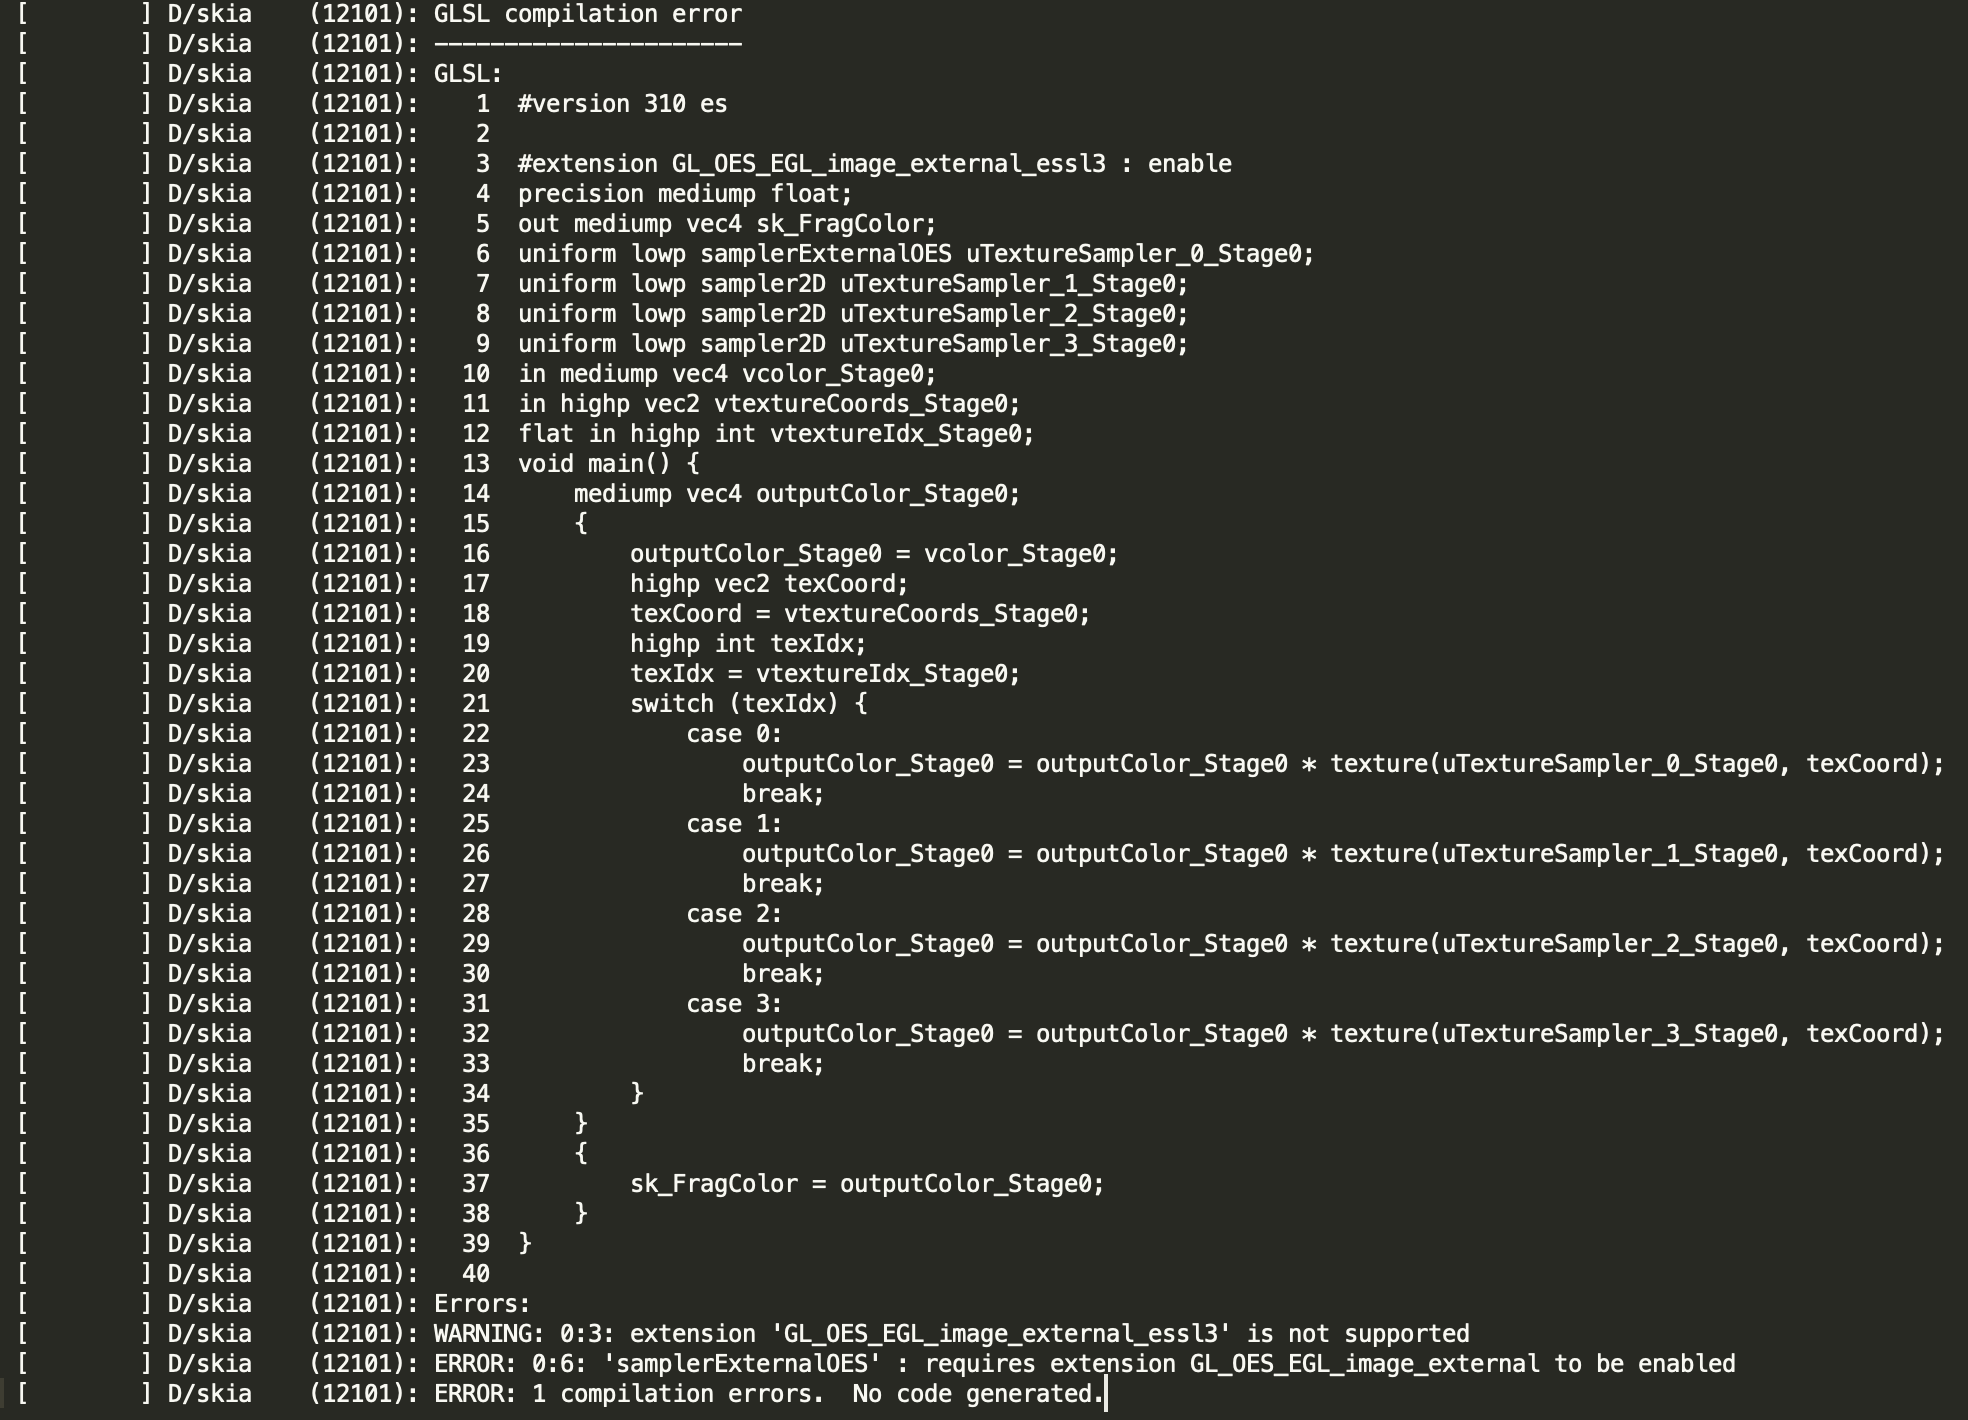 [        ] D/skia    (12101): GLSL compilation error
[        ] D/skia    (12101): ----------------------
[        ] D/skia    (12101): GLSL:
[        ] D/skia    (12101):    1  #version 310 es
[        ] D/skia    (12101):    2
[        ] D/skia    (12101):    3  #extension GL_OES_EGL_image_external_essl3 : enable
[        ] D/skia    (12101):    4  precision mediump float;
[        ] D/skia    (12101):    5  out mediump vec4 sk_FragColor;
[        ] D/skia    (12101):    6  uniform lowp samplerExternalOES uTextureSampler_0_Stage0;
[        ] D/skia    (12101):    7  uniform lowp sampler2D uTextureSampler_1_Stage0;
[        ] D/skia    (12101):    8  uniform lowp sampler2D uTextureSampler_2_Stage0;
[        ] D/skia    (12101):    9  uniform lowp sampler2D uTextureSampler_3_Stage0;
[        ] D/skia    (12101):   10  in mediump vec4 vcolor_Stage0;
[        ] D/skia    (12101):   11  in highp vec2 vtextureCoords_Stage0;
[        ] D/skia    (12101):   12  flat in highp int vtextureIdx_Stage0;
[        ] D/skia    (12101):   13  void main() {
[        ] D/skia    (12101):   14      mediump vec4 outputColor_Stage0;
[        ] D/skia    (12101):   15      {
[        ] D/skia    (12101):   16          outputColor_Stage0 = vcolor_Stage0;
[        ] D/skia    (12101):   17          highp vec2 texCoord;
[        ] D/skia    (12101):   18          texCoord = vtextureCoords_Stage0;
[        ] D/skia    (12101):   19          highp int texIdx;
[        ] D/skia    (12101):   20          texIdx = vtextureIdx_Stage0;
[        ] D/skia    (12101):   21          switch (texIdx) {
[        ] D/skia    (12101):   22              case 0:
[        ] D/skia    (12101):   23                  outputColor_Stage0 = outputColor_Stage0 * texture(uTextureSampler_0_Stage0, texCoord);
[        ] D/skia    (12101):   24                  break;
[        ] D/skia    (12101):   25              case 1:
[        ] D/skia    (12101):   26                  outputColor_Stage0 = outputColor_Stage0 * texture(uTextureSampler_1_Stage0, texCoord);
[        ] D/skia    (12101):   27                  break;
[        ] D/skia    (12101):   28              case 2:
[        ] D/skia    (12101):   29                  outputColor_Stage0 = outputColor_Stage0 * texture(uTextureSampler_2_Stage0, texCoord);
[        ] D/skia    (12101):   30                  break;
[        ] D/skia    (12101):   31              case 3:
[        ] D/skia    (12101):   32                  outputColor_Stage0 = outputColor_Stage0 * texture(uTextureSampler_3_Stage0, texCoord);
[        ] D/skia    (12101):   33                  break;
[        ] D/skia    (12101):   34          }
[        ] D/skia    (12101):   35      }
[        ] D/skia    (12101):   36      {
[        ] D/skia    (12101):   37          sk_FragColor = outputColor_Stage0;
[        ] D/skia    (12101):   38      }
[        ] D/skia    (12101):   39  }
[        ] D/skia    (12101):   40
[        ] D/skia    (12101): Errors:
[        ] D/skia    (12101): WARNING: 0:3: extension 'GL_OES_EGL_image_external_essl3' is not supported
[        ] D/skia    (12101): ERROR: 0:6: 'samplerExternalOES' : requires extension GL_OES_EGL_image_external to be enabled
[        ] D/skia    (12101): ERROR: 1 compilation errors.  No code generated.